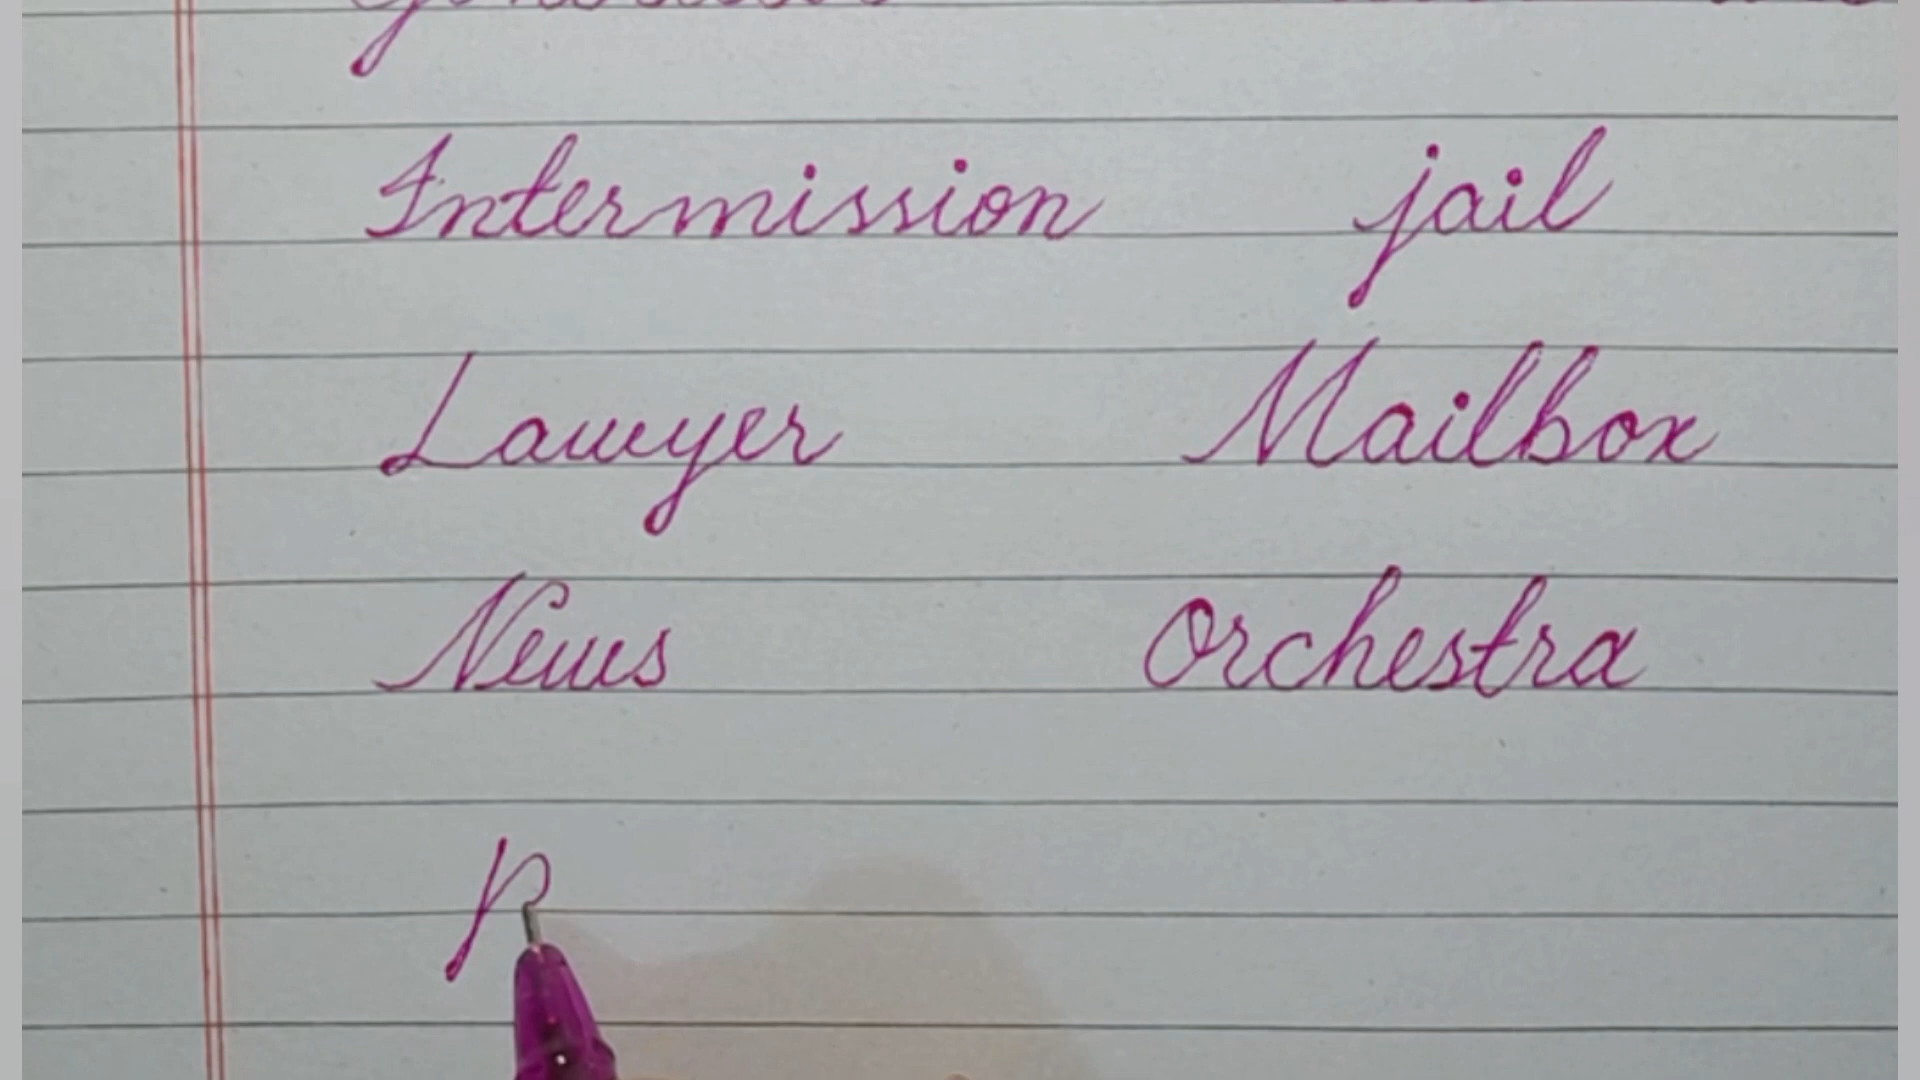 Intermission jail
Lawyer Mailbox
News Orchestra
p